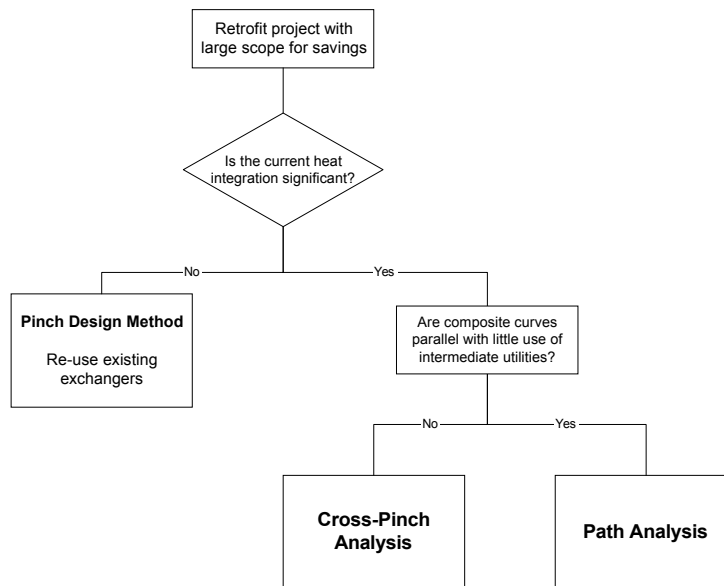 Retrofit project with
large scope for savings
Is the current heat
integration significant?
No
Yes
Pinch Design Method
Re-use existing
exchangers
Are composite curves
parallel with little use of
intermediate utilities?
No
Yes
Cross-Pinch
Analysis
Path Analysis